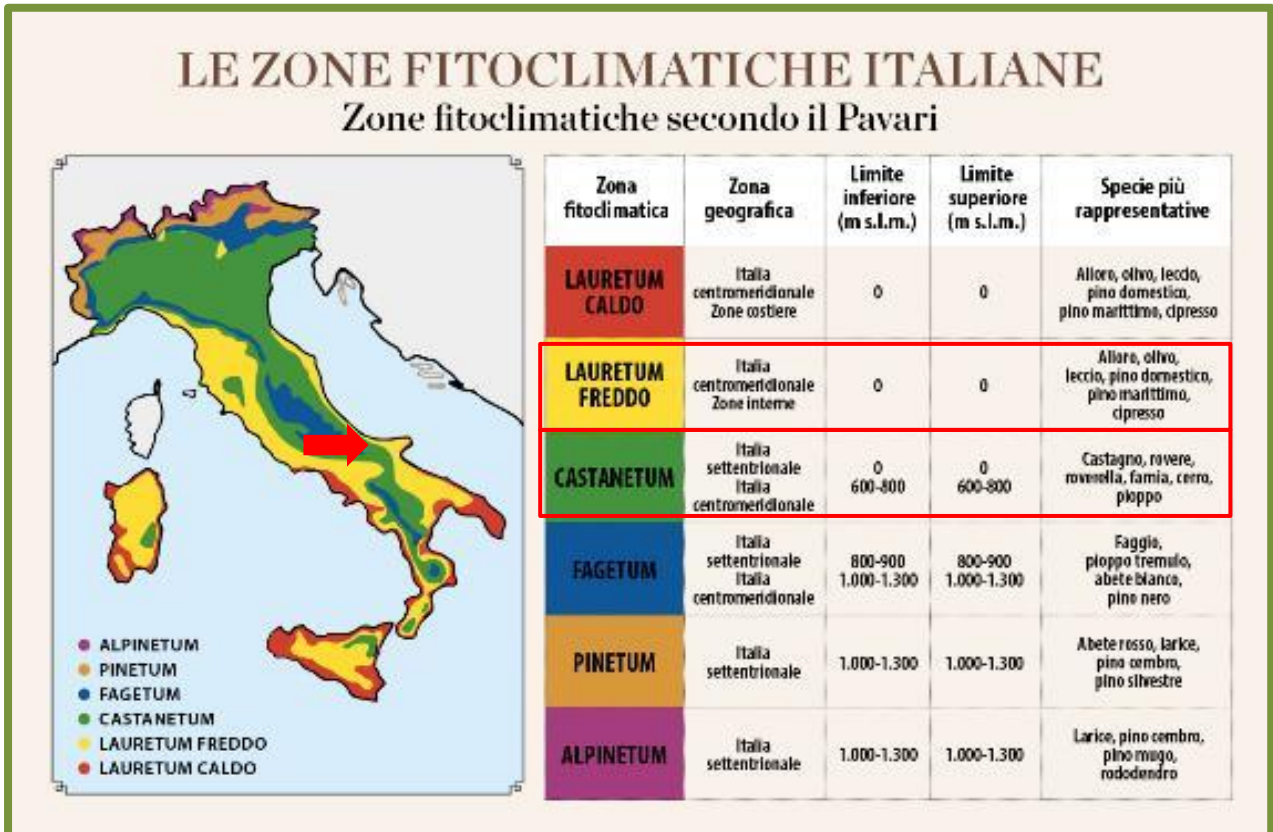 LE ZONE FITOCLIMATICHE ITALIANE
Zone fitoclimatiche secondo il Pavari
ALPINETUM
PINETUM
FAGETUM
CASTANETUM
LAURETUM FREDDO
LAURETUM CALDO
Zona
fitoclimatica
Zona
geografica
Limite
inferiore
(m s.l.m.)
Limite
superiore
(m s.l.m.)
Specie più
rappresentative
LAURETUM
CALDO
Italia
centromeridionale
Zone costiere
0
0
Alloro, olivo, leccio,
pino domestico,
pino marittimo, cipresso
LAURETUM
FREDDO
Italia
centromeridionale
Zone interne
0
0
Alloro, olivo,
leccio, pino domestico,
pino marittimo,
cipresso
CASTANETUM
Italia
settentrionale
Italia
centromeridionale
0
600-800
0
600-800
Castagno, rovere,
roverella, farnia, cerro,
pioppo
FAGETUM
Italia
settentrionale
Italia
centromeridionale
800-900
1.000-1.300
800-900
1.000-1.300
Faggio,
pioppo tremulo,
abete bianco,
pino nero
PINETUM
Italia
settentrionale
1.000-1.300
1.000-1.300
Abete rosso, larice,
pino cembro,
pino silvestre
ALPINETUM
Italia
settentrionale
1.000-1.300
1.000-1.300
Larice, pino cembro,
pino mugo,
rododendro